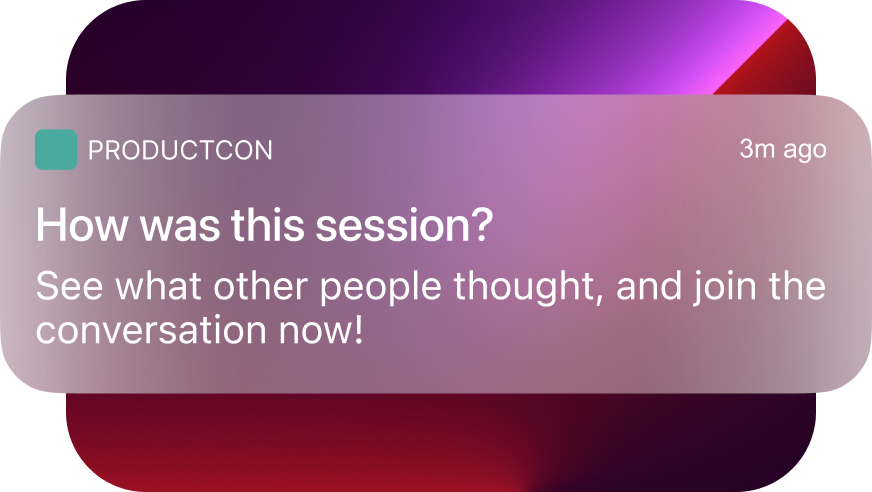 PRODUCTCON
3m ago
How was this session?
See what other people thought, and join the
conversation now!